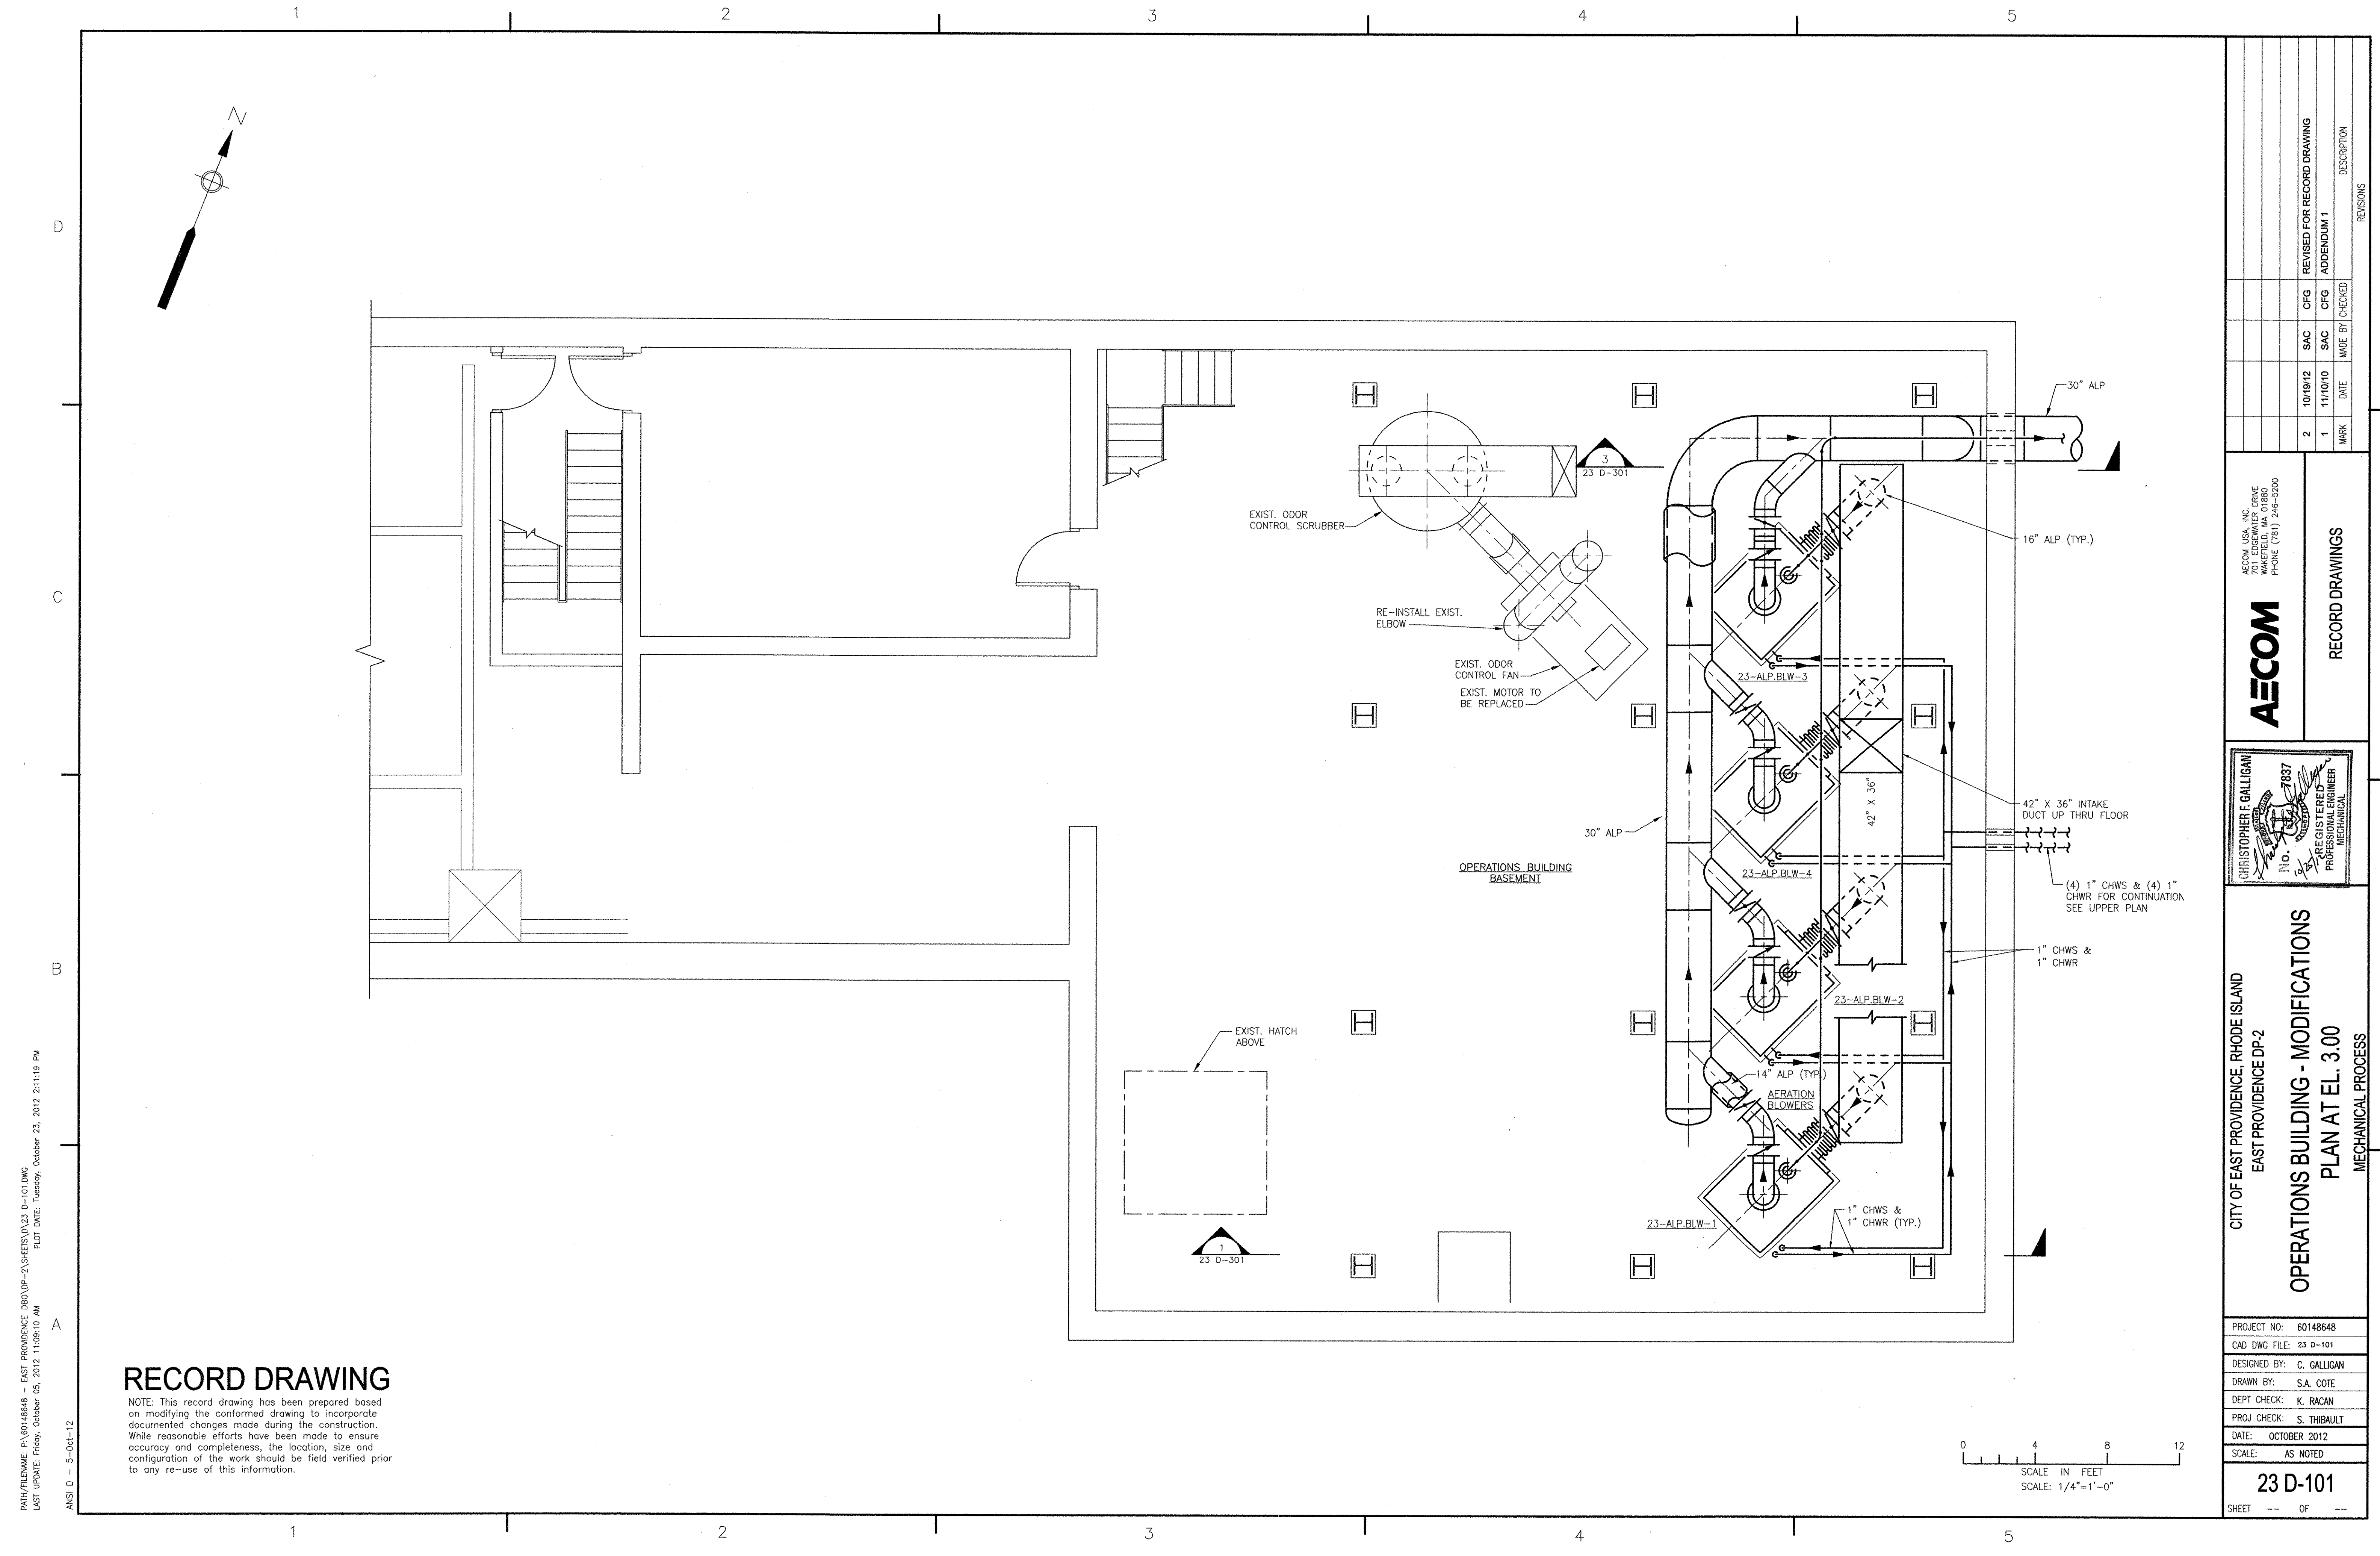 1
2
3
4
5
D
C
B
A
N
30" ALP
3
23 D-301
EXIST. ODOR
CONTROL SCRUBBER
16" ALP (TYP.)
RE-INSTALL EXIST.
ELBOW
EXIST. ODOR
CONTROL FAN
EXIST. MOTOR TO
BE REPLACED
23-ALP.BLW-3
42" X 36"
42" X 36" INTAKE
DUCT UP THRU FLOOR
30" ALP
OPERATIONS BUILDING
BASEMENT
23-ALP.BLW-4
(4) 1" CHWS & (4) 1"
CHWR FOR CONTINUATION
SEE UPPER PLAN
1" CHWS &
1" CHWR
23-ALP.BLW-2
EXIST. HATCH
ABOVE
14" ALP (TYP.)
AERATION
BLOWERS
23-ALP.BLW-1
1" CHWS &
1" CHWR (TYP.)
1
23 D-301
RECORD DRAWING
NOTE: This record drawing has been prepared based
on modifying the conformed drawing to incorporate
documented changes made during the construction.
While reasonable efforts have been made to ensure
accuracy and completeness, the location, size and
configuration of the work should be field verified prior
to any re-use of this information.
0 4 8 12
SCALE IN FEET
SCALE: 1/4"=1'-0"
1
2
3
4
5
PATH/FILENAME: P:\60148648 - EAST PROVIDENCE DBO\DP-2\SHEETS\D\23 D-101.DWG
LAST UPDATE: Friday, October 05, 2012 11:09:10 AM PLOT DATE: Tuesday, October 23, 2012 2:11:19 PM
ANSI D - 5-Oct-12
2 10/19/12 SAC CFG REVISED FOR RECORD DRAWING
1 11/10/10 SAC CFG ADDENDUM 1
MARK DATE MADE BY CHECKED DESCRIPTION
REVISIONS
AECOM USA, INC.
701 EDGEWATER DRIVE
WAKEFIELD, MA 01880
PHONE (781) 246-5200
AECOM
RECORD DRAWINGS
CHRISTOPHER F. GALLIGAN
No. 7837
REGISTERED
PROFESSIONAL ENGINEER
MECHANICAL
CITY OF EAST PROVIDENCE, RHODE ISLAND
EAST PROVIDENCE DP-2
OPERATIONS BUILDING - MODIFICATIONS
PLAN AT EL. 3.00
MECHANICAL PROCESS
PROJECT NO: 60148648
CAD DWG FILE: 23 D-101
DESIGNED BY: C. GALLIGAN
DRAWN BY: S.A. COTE
DEPT CHECK: K. RACAN
PROJ CHECK: S. THIBAULT
DATE: OCTOBER 2012
SCALE: AS NOTED
23 D-101
SHEET -- OF --